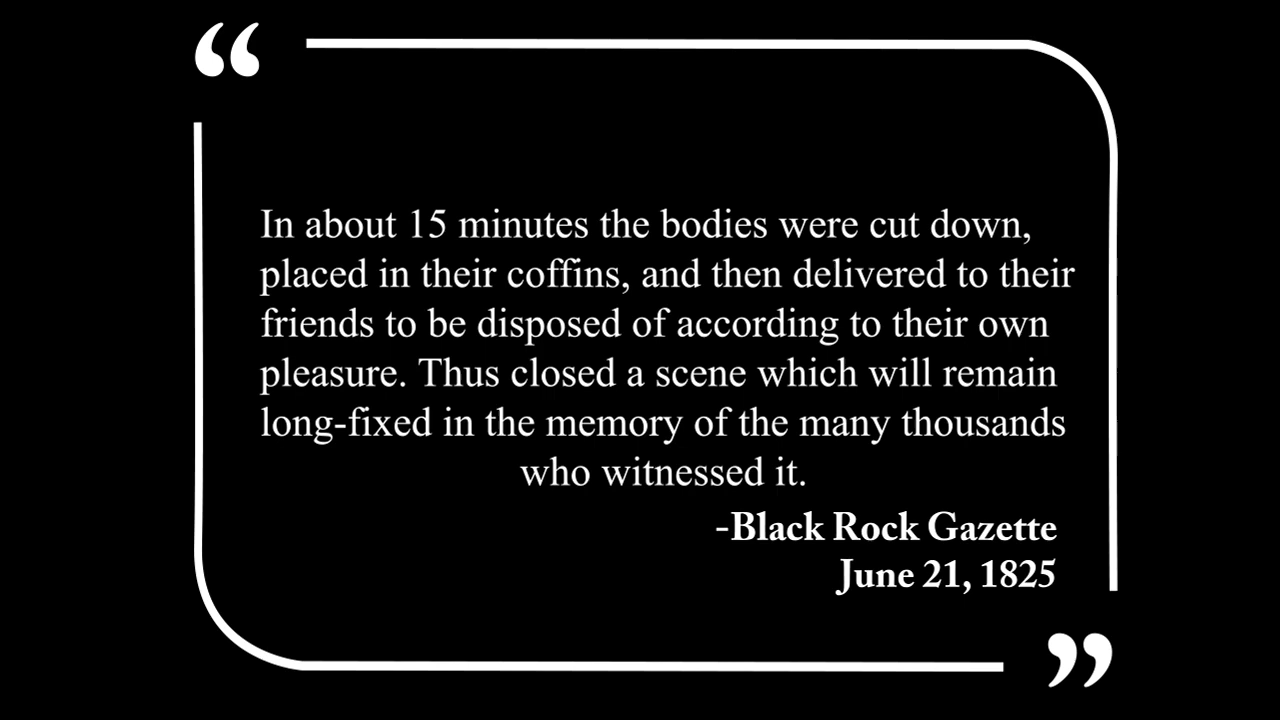 “
In about 15 minutes the bodies were cut down,
placed in their coffins, and then delivered to their
friends to be disposed of according to their own
pleasure. Thus closed a scene which will remain
long-fixed in the memory of the many thousands
who witnessed it.
-Black Rock Gazette
June 21, 1825
”